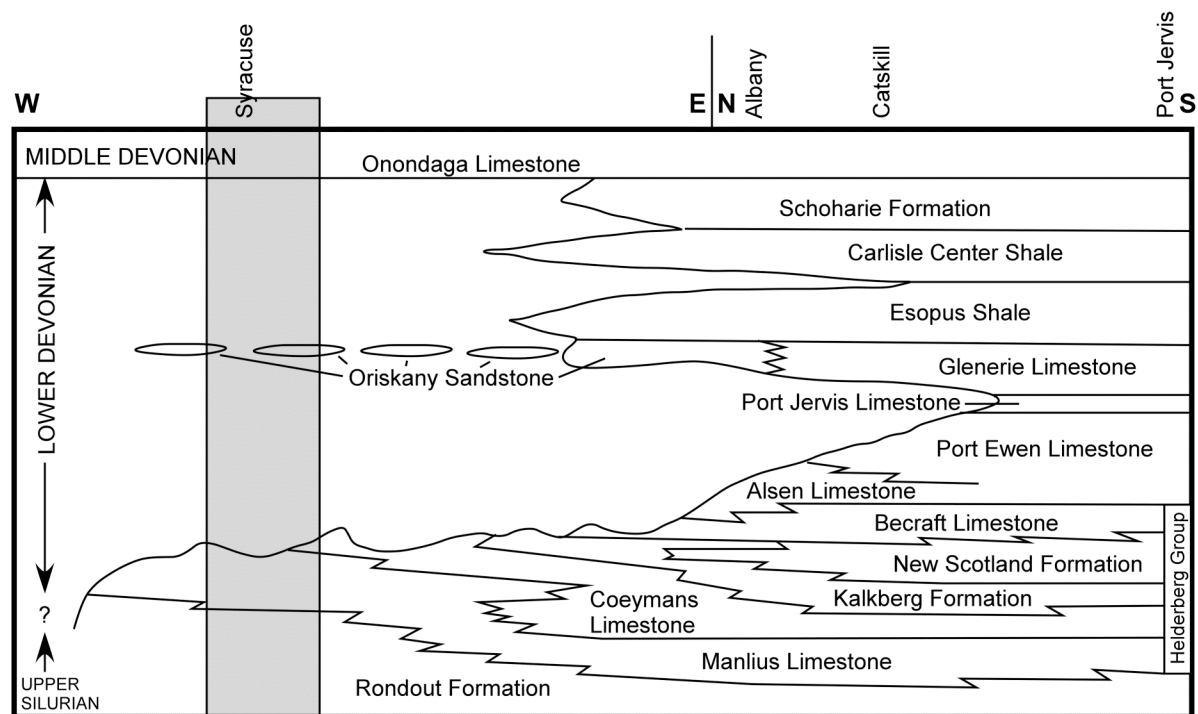 W
Syracuse
E
N
Albany
Catskill
Port Jervis
S
MIDDLE DEVONIAN
Onondaga Limestone
Schoharie Formation
Carlisle Center Shale
LOWER DEVONIAN
Esopus Shale
Oriskany Sandstone
Glenerie Limestone
Port Jervis Limestone
Port Ewen Limestone
Alsen Limestone
Becraft Limestone
New Scotland Formation
Helderberg Group
Kalkberg Formation
?
Coeymans
Limestone
Manlius Limestone
UPPER
SILURIAN
Rondout Formation